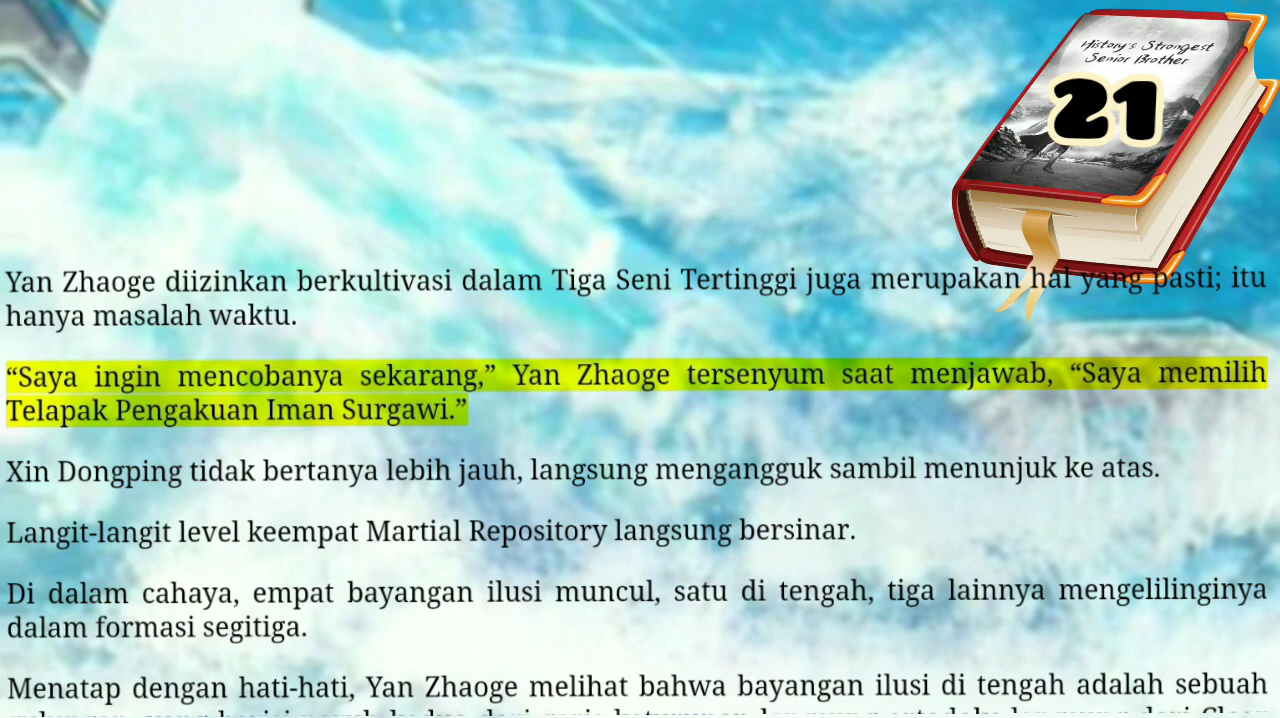 History's Strongest
Senior Brother
21
Yan Zhaoge diizinkan berkultivasi dalam Tiga Seni Tertinggi juga merupakan hal yang pasti; itu
hanya masalah waktu.
“Saya ingin mencobanya sekarang,” Yan Zhaoge tersenyum saat menjawab, “Saya memilih
Telapak Pengakuan Iman Surgawi.”
Xin Dongping tidak bertanya lebih jauh, langsung mengangguk sambil menunjuk ke atas.
Langit-langit level keempat Martial Repository langsung bersinar.
Di dalam cahaya, empat bayangan ilusi muncul, satu di tengah, tiga lainnya mengelilinginya
dalam formasi segitiga.
Menatap dengan hati-hati, Yan Zhaoge melihat bahwa bayangan ilusi di tengah adalah sebuah